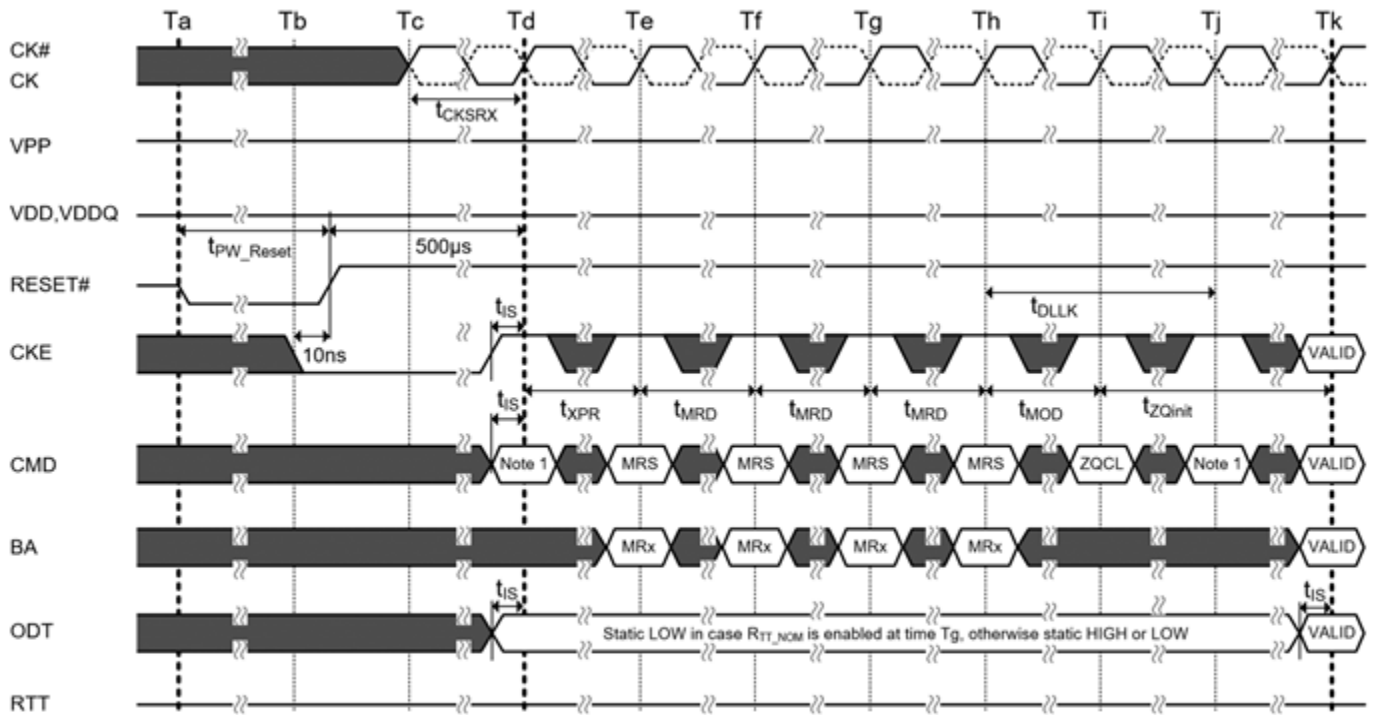 Ta Tb Tc Td Te Tf Tg Th Ti Tj Tk
CK#
CK
tCKSRX
VPP
VDD,VDDQ
tPW_Reset 500µs
RESET#
tIS tDLLK
CKE 10ns VALID
tIS tXPR tMRD tMRD tMRD tMOD tZQinit
CMD Note 1 MRS MRS MRS MRS ZQCL Note 1 VALID
BA MRx MRx MRx MRx VALID
tIS tIS
ODT Static LOW in case RTT_NOM is enabled at time Tg, otherwise static HIGH or LOW VALID
RTT